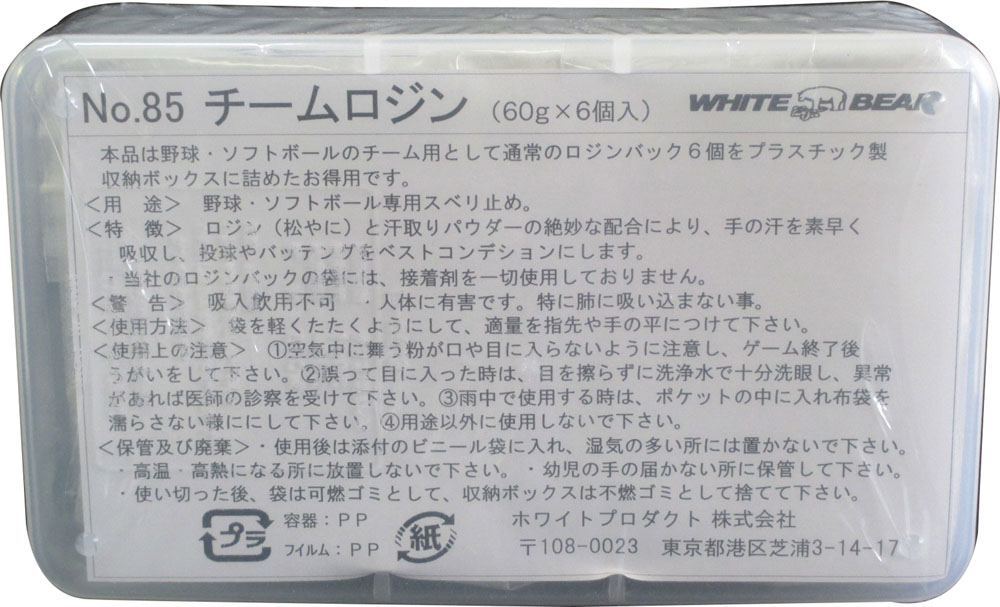 No.85 チームロジン （60g×6個入） WHITE BEAR
本品は野球・ソフトボールのチーム用として通常のロジンバック６個をプラスチック製
収納ボックスに詰めたお得用です。
＜用　途＞　野球・ソフトボール専用スベリ止め。
＜特　徴＞　ロジン（松やに）と汗取りパウダーの絶妙な配合により、手の汗を素早く
吸収し、投球やバッテングをベストコンデションにします。
・当社のロジンバックの袋には、接着剤を一切使用しておりません。
＜警　告＞　吸入飲用不可　・人体に有害です。特に肺に吸い込まない事。
＜使用方法＞　袋を軽くたたくようにして、適量を指先や手の平につけて下さい。
＜使用上の注意＞　①空気中に舞う粉が口や目に入らないように注意し、ゲーム終了後
うがいをして下さい。②誤って目に入った時は、目を擦らずに洗浄水で十分洗眼し、異常
があれば医師の診察を受けて下さい。③雨中で使用する時は、ポケットの中に入れ布袋を
濡らさない様ににして下さい。④用途以外に使用しないで下さい。
＜保管及び廃棄＞・使用後は添付のビニール袋に入れ、湿気の多い所には置かないで下さい。
・高温・高熱になる所に放置しないで下さい。・幼児の手の届かない所に保管して下さい。
・使い切った後、袋は可燃ゴミとして、収納ボックスは不燃ゴミとして捨てて下さい。
プラ 容器：ＰＰ 紙 ホワイトプロダクト 株式会社
フイルム：ＰＰ 〒108-0023　東京都港区芝浦3-14-17